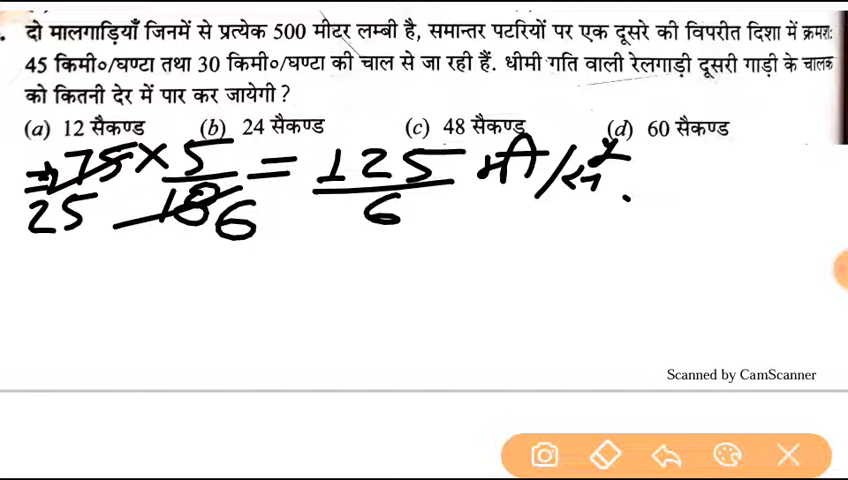 . दो मालगाड़ियाँ जिनमें से प्रत्येक 500 मीटर लम्बी है, समान्तर पटरियों पर एक दूसरे की विपरीत दिशा में क्रमशः
45 किमी०/घण्टा तथा 30 किमी०/घण्टा की चाल से जा रही हैं. धीमी गति वाली रेलगाड़ी दूसरी गाड़ी के चालक
को कितनी देर में पार कर जायेगी ?
(a) 12 सैकण्ड (b) 24 सैकण्ड (c) 48 सैकण्ड (d) 60 सैकण्ड
75 × 5 = 125 मी/से.
25 18 6 6
Scanned by CamScanner